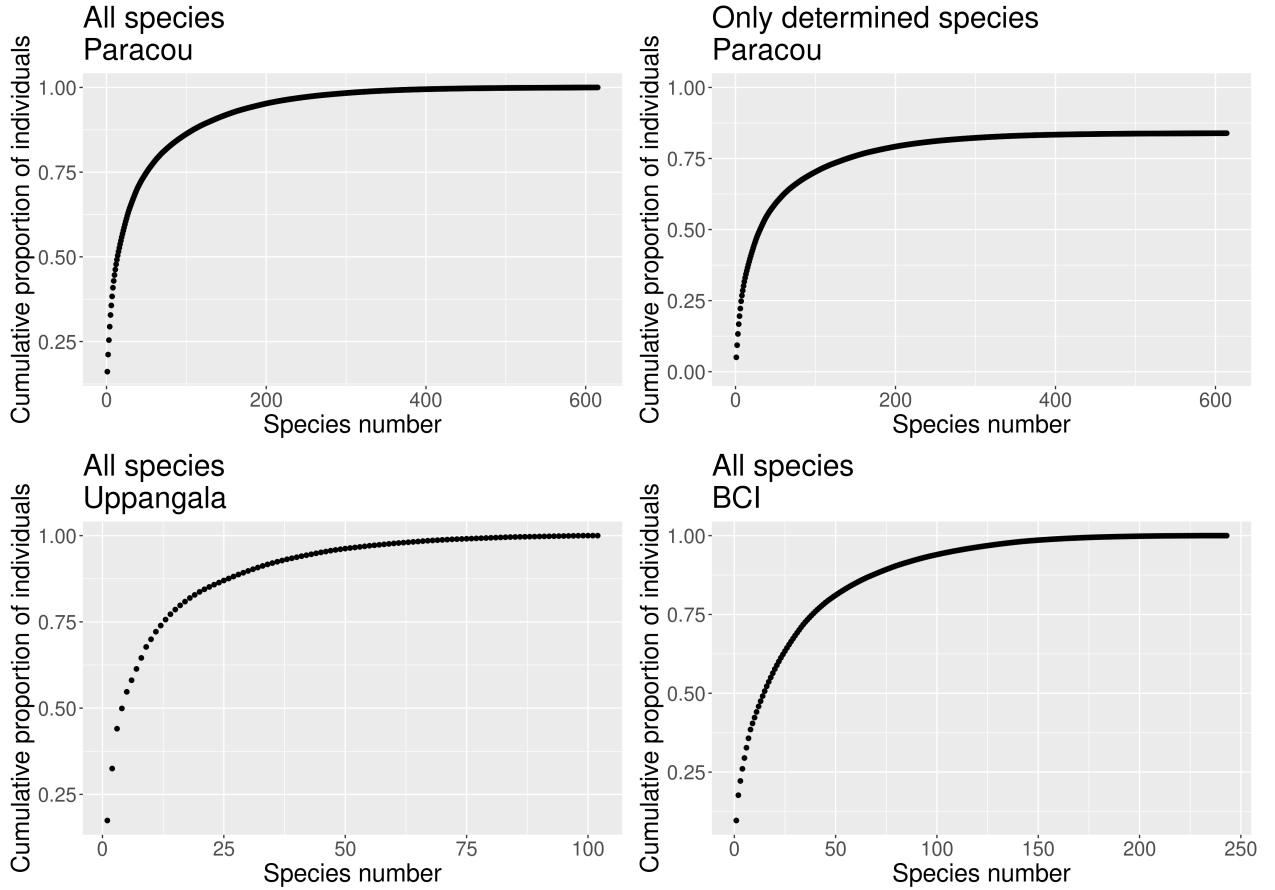 All species
Paracou
Cumulative proportion of individuals
1.00
0.75
0.50
0.25
0 200 400 600
Species number
Only determined species
Paracou
Cumulative proportion of individuals
1.00
0.75
0.50
0.25
0.00
0 200 400 600
Species number
All species
Uppangala
Cumulative proportion of individuals
1.00
0.75
0.50
0.25
0 25 50 75 100
Species number
All species
BCI
Cumulative proportion of individuals
1.00
0.75
0.50
0.25
0 50 100 150 200 250
Species number